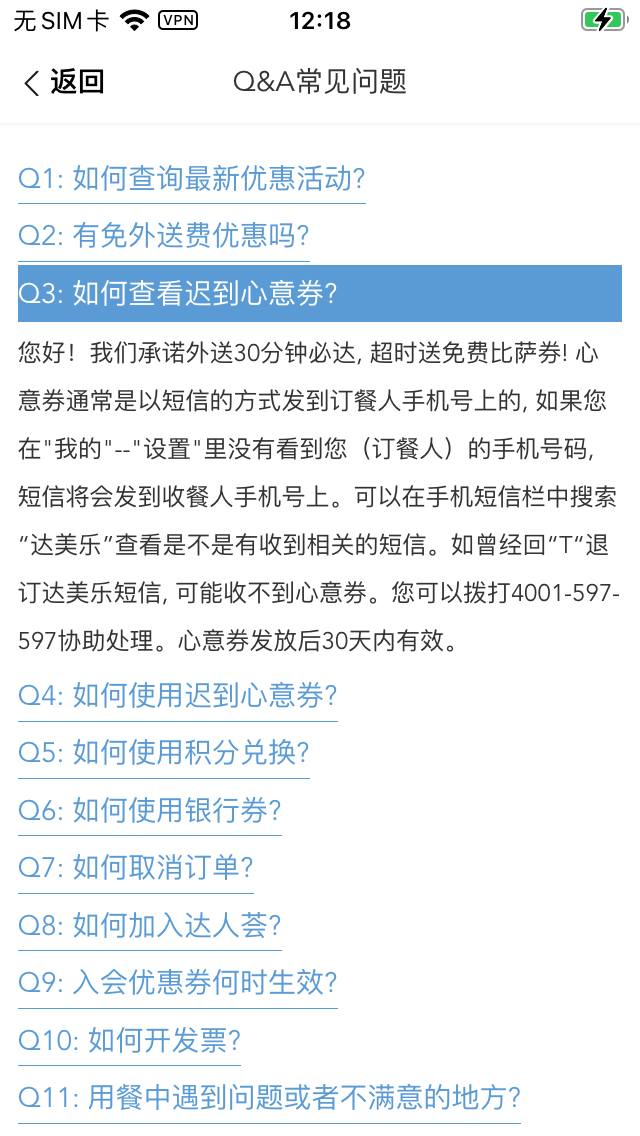 无SIM卡 VPN 12:18
返回 Q&A常见问题
Q1: 如何查询最新优惠活动?
Q2: 有免外送费优惠吗?
Q3: 如何查看迟到心意券?
您好！我们承诺外送30分钟必达, 超时送免费比萨券! 心
意券通常是以短信的方式发到订餐人手机号上的, 如果您
在"我的"--"设置"里没有看到您（订餐人）的手机号码,
短信将会发到收餐人手机号上。可以在手机短信栏中搜索
“达美乐”查看是不是有收到相关的短信。如曾经回“T“退
订达美乐短信, 可能收不到心意券。您可以拨打4001-597-
597协助处理。心意券发放后30天内有效。
Q4: 如何使用迟到心意券?
Q5: 如何使用积分兑换?
Q6: 如何使用银行券?
Q7: 如何取消订单?
Q8: 如何加入达人荟?
Q9: 入会优惠券何时生效?
Q10: 如何开发票?
Q11: 用餐中遇到问题或者不满意的地方?